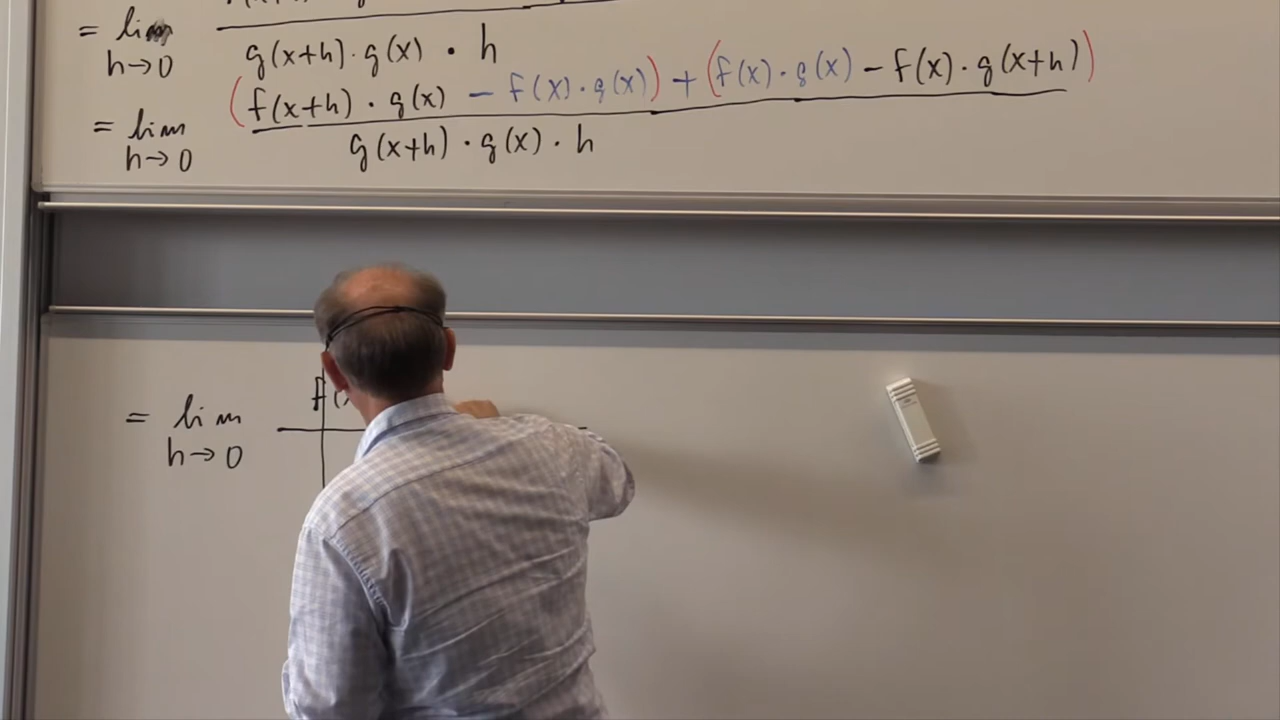 = lim
h→0
g(x+h)·g(x) · h
= lim (f(x+h) · g(x) − f(x)·g(x)) + (f(x)·g(x) − f(x)·g(x+h))
h→0 g(x+h) · g(x) · h
= lim f(
h→0